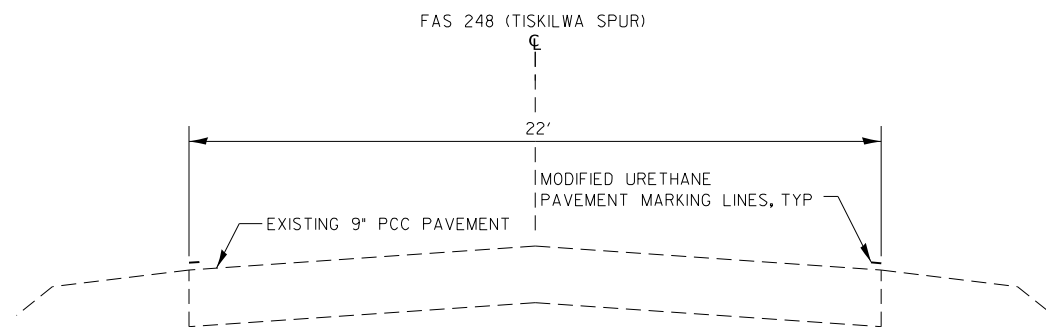 FAS 248 (TISKILWA SPUR)
℄
22'
MODIFIED URETHANE
PAVEMENT MARKING LINES, TYP
EXISTING 9" PCC PAVEMENT